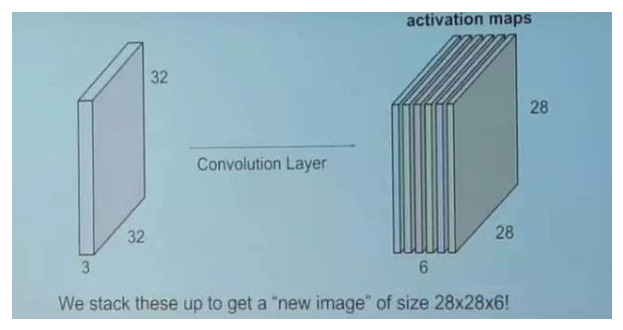 activation maps
32
28
Convolution Layer
32
28
3
6
We stack these up to get a "new image" of size 28x28x6!